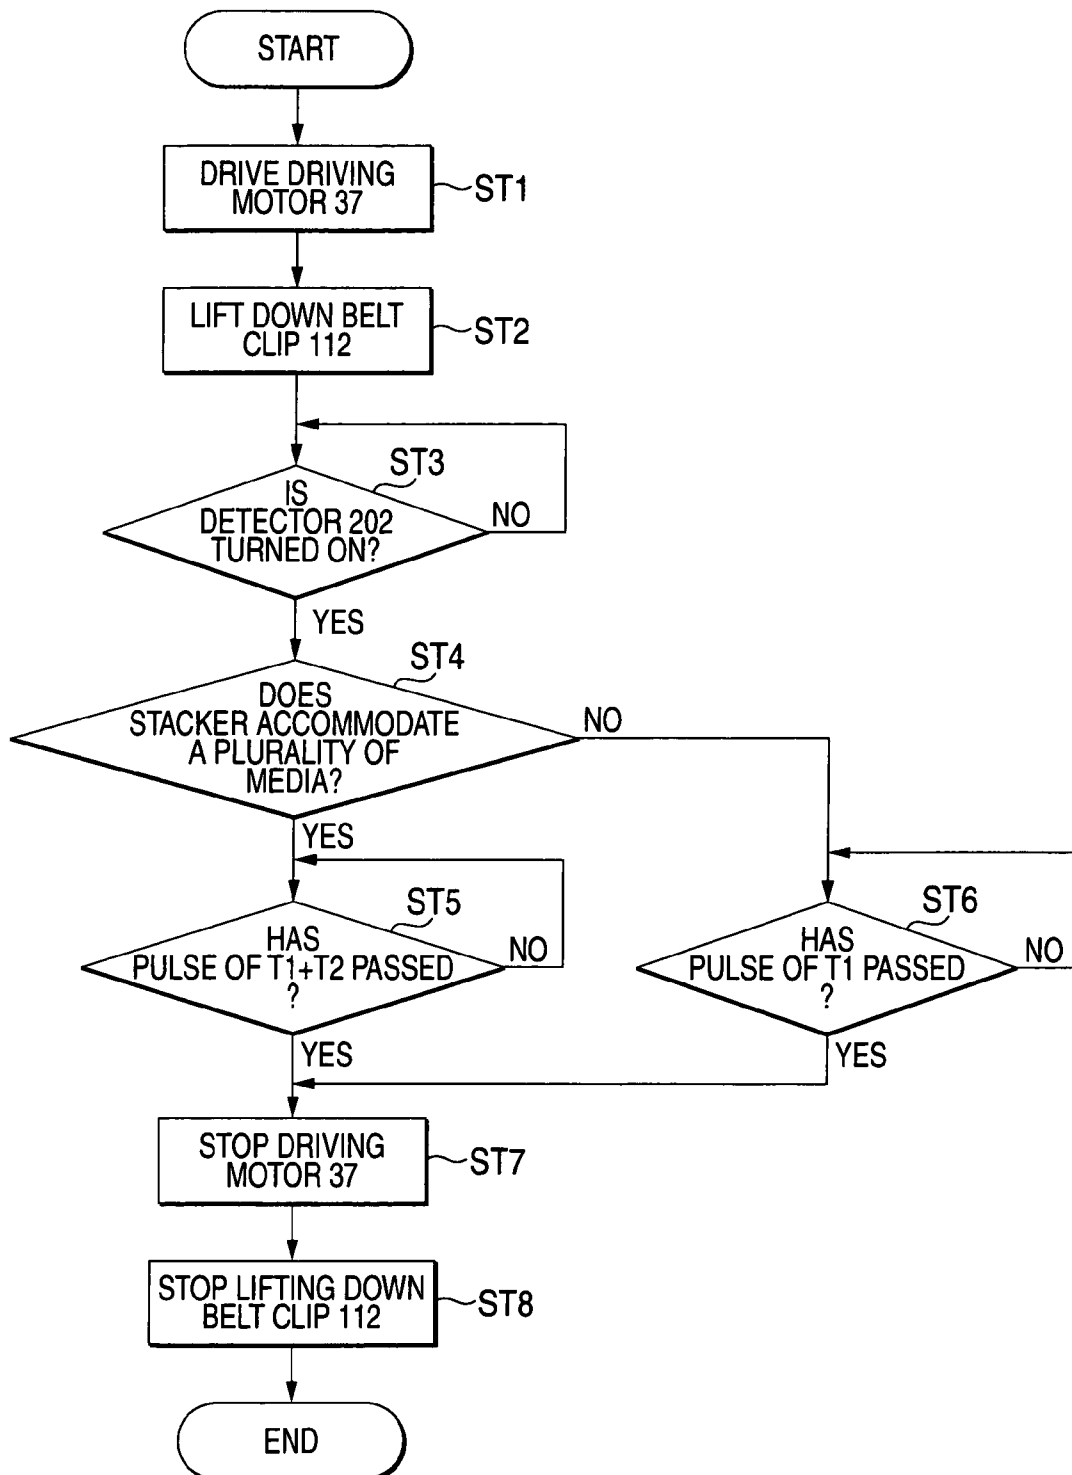 START
DRIVE DRIVING
MOTOR 37
ST1
LIFT DOWN BELT
CLIP 112
ST2
ST3
IS
DETECTOR 202
TURNED ON?
NO
YES
ST4
DOES
STACKER ACCOMMODATE
A PLURALITY OF
MEDIA?
NO
YES
ST5
HAS
PULSE OF T1+T2 PASSED
?
NO
YES
ST6
HAS
PULSE OF T1 PASSED
?
NO
YES
STOP DRIVING
MOTOR 37
ST7
STOP LIFTING DOWN
BELT CLIP 112
ST8
END